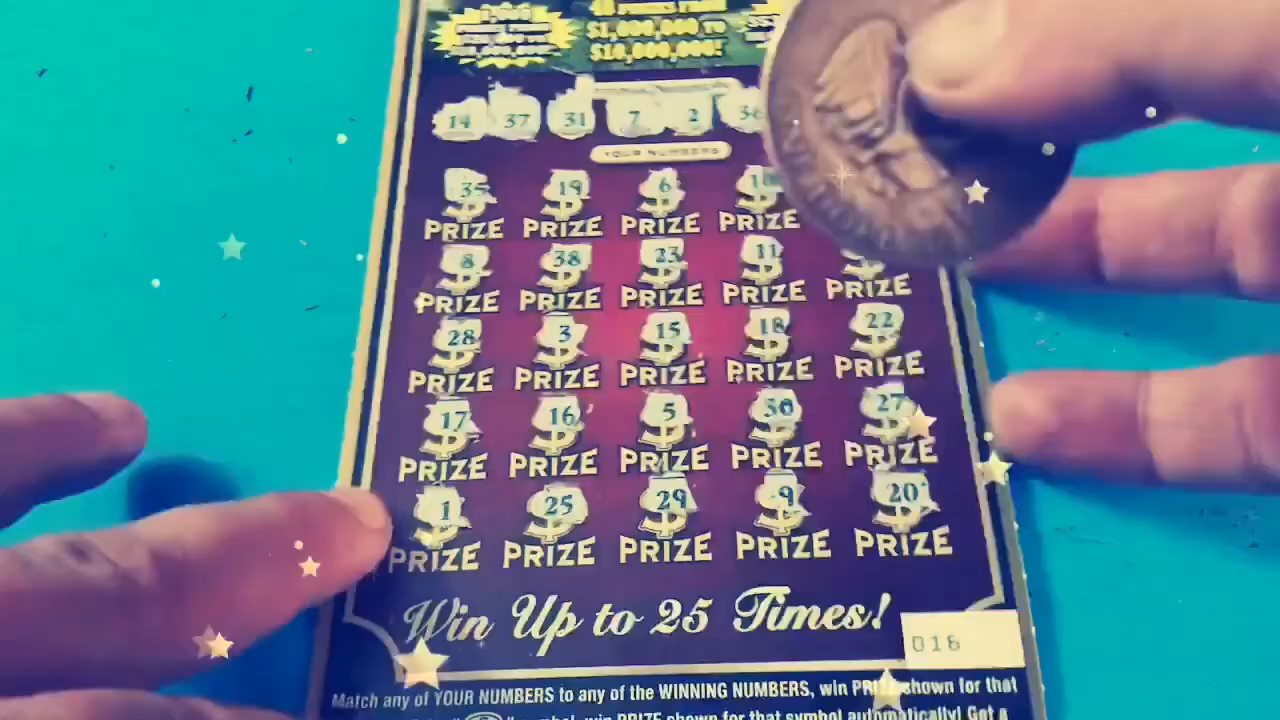 $1,000,000 TO
$10,000,000!
14 37 31 7 2
YOUR NUMBERS
35 19 6
PRIZE PRIZE PRIZE PRIZE
8 38 23 11
PRIZE PRIZE PRIZE PRIZE PRIZE
28 3 15 18 22
PRIZE PRIZE PRIZE PRIZE PRIZE
17 16 5 30 27
PRIZE PRIZE PRIZE PRIZE PRIZE
1 25 29 9 20
PRIZE PRIZE PRIZE PRIZE PRIZE
Win Up to 25 Times!
016
Match any of YOUR NUMBERS to any of the WINNING NUMBERS, win PRIZE shown for that
symbol, win PRIZE shown for that symbol automatically! Get a